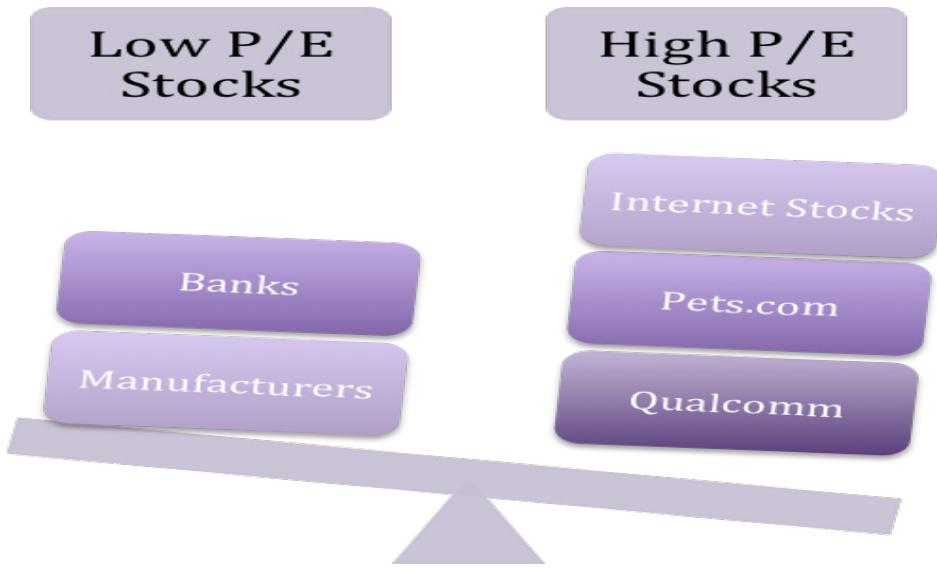 Low P/E
Stocks
High P/E
Stocks
Internet Stocks
Banks
Pets.com
Manufacturers
Qualcomm